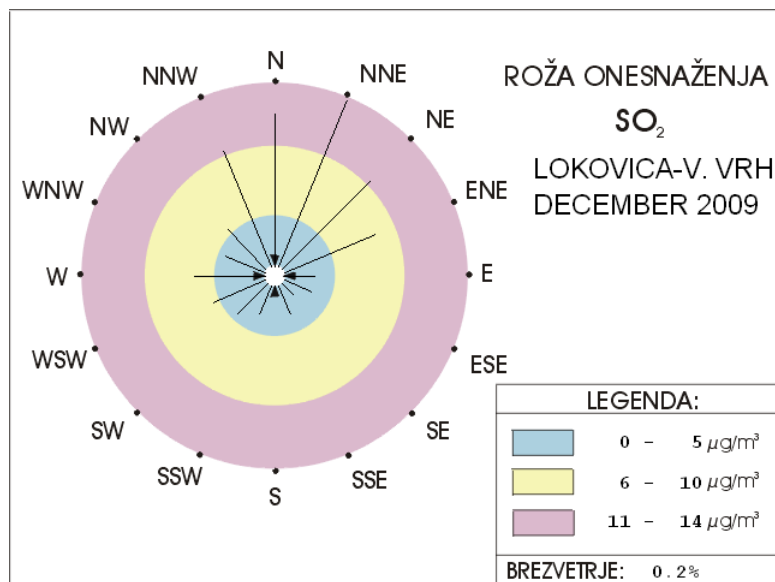 ROŽA ONESNAŽENJA
SO₂
LOKOVICA-V. VRH
DECEMBER 2009
N
NNE
NE
ENE
E
ESE
SE
SSE
S
SSW
SW
WSW
W
WNW
NW
NNW
LEGENDA:
0 - 5 µg/m³
6 - 10 µg/m³
11 - 14 µg/m³
BREZVETRJE: 0.2%